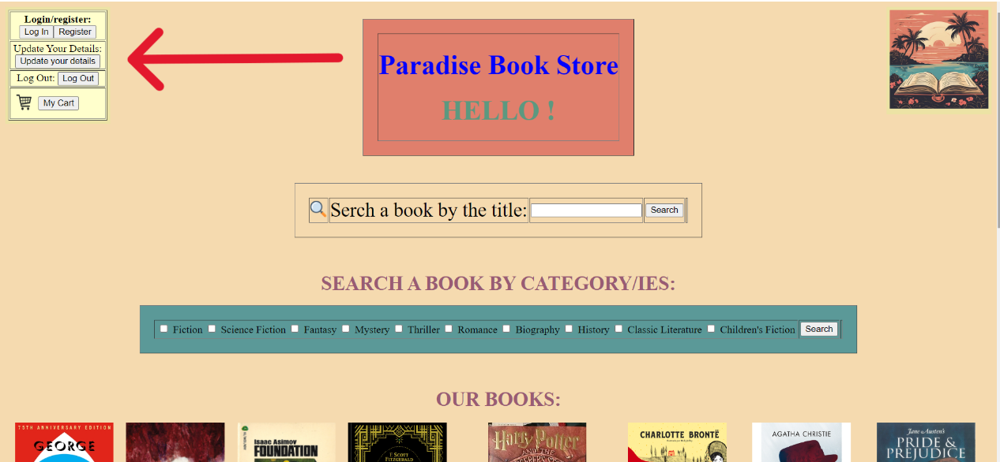 Login/register:
Log In Register
Update Your Details:
Update your details
Log Out: Log Out
My Cart
Paradise Book Store
HELLO !
Serch a book by the title: Search
SEARCH A BOOK BY CATEGORY/IES:
Fiction Science Fiction Fantasy Mystery Thriller Romance Biography History Classic Literature Children's Fiction Search
OUR BOOKS:
75TH ANNIVERSARY EDITION
GEORGE
Isaac Asimov
FOUNDATION
F SCOTT
FITZGERALD
Harry Potter
AND THE
CHARLOTTE BRONTË
AGATHA CHRISTIE
Jane Austen's
PRIDE &
PREJUDICE